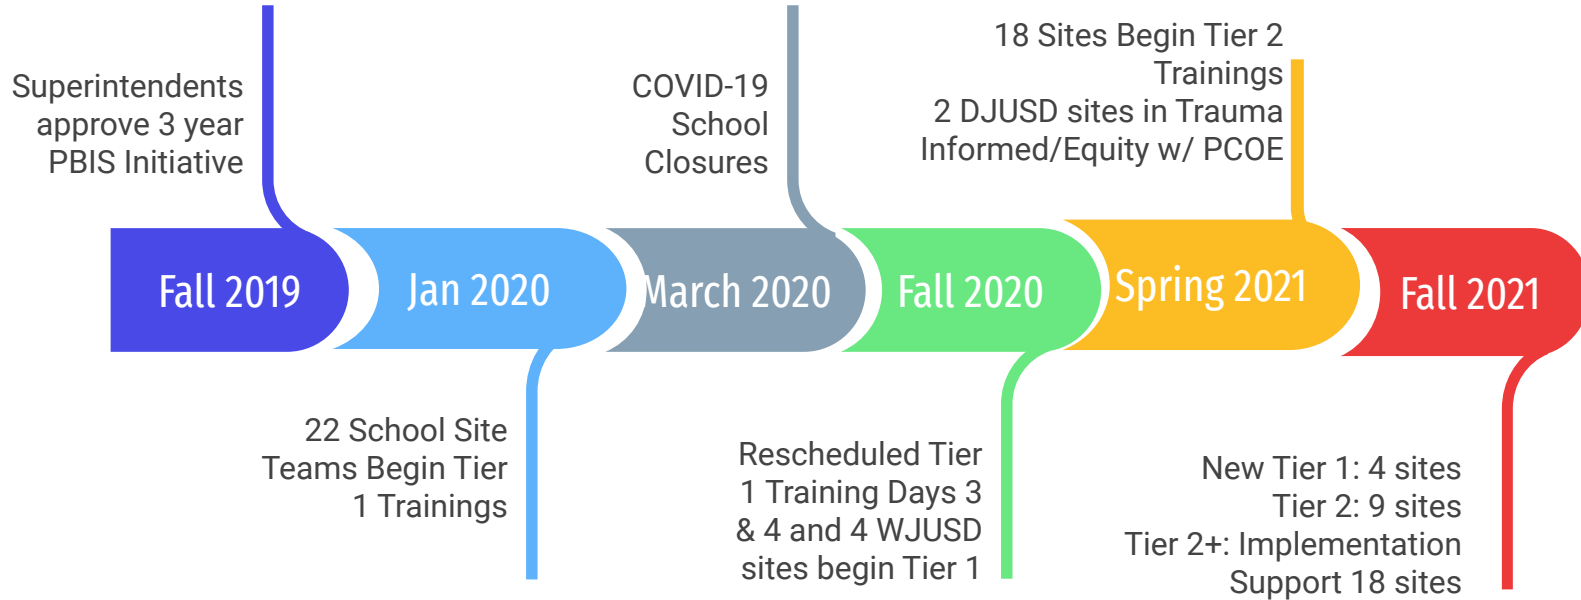 Superintendents
approve 3 year
PBIS Initiative
Fall 2019
Jan 2020
22 School Site
Teams Begin Tier
1 Trainings
COVID-19
School
Closures
March 2020
Fall 2020
Rescheduled Tier
1 Training Days 3
& 4 and 4 WJUSD
sites begin Tier 1
18 Sites Begin Tier 2
Trainings
2 DJUSD sites in Trauma
Informed/Equity w/ PCOE
Spring 2021
Fall 2021
New Tier 1: 4 sites
Tier 2: 9 sites
Tier 2+: Implementation
Support 18 sites